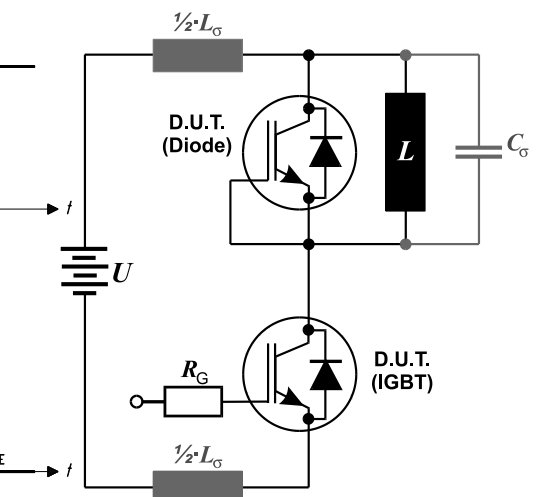 ½·Lσ
D.U.T.
(Diode)
L
Cσ
t
U
D.U.T.
(IGBT)
RG
½·Lσ
E
t